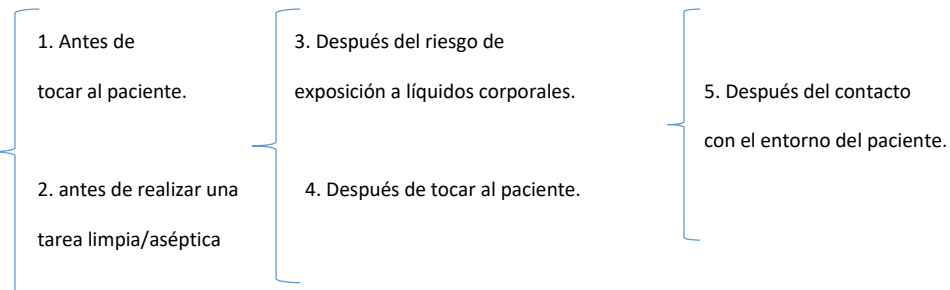 1. Antes de
tocar al paciente.
2. antes de realizar una
tarea limpia/aséptica
3. Después del riesgo de
exposición a líquidos corporales.
4. Después de tocar al paciente.
5. Después del contacto
con el entorno del paciente.